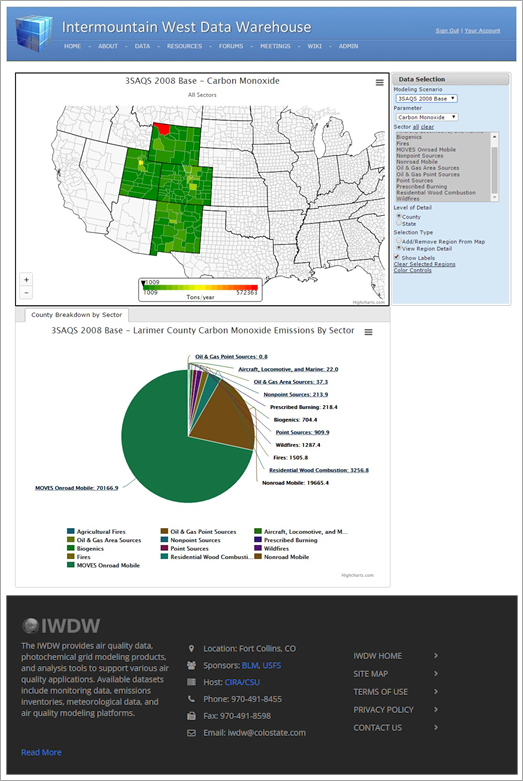 Intermountain West Data Warehouse
Sign Out | Your Account
HOME - ABOUT - DATA - RESOURCES - FORUMS - MEETINGS - WIKI - ADMIN
3SAQS 2008 Base - Carbon Monoxide
All Sectors
+
−
1009
1009 572363
Tons/year
Highcharts.com
Data Selection
Modeling Scenario
3SAQS 2008 Base
Parameter
Carbon Monoxide
Sector all clear
Biogenics
Fires
MOVES Onroad Mobile
Nonpoint Sources
Nonroad Mobile
Oil & Gas Area Sources
Oil & Gas Point Sources
Point Sources
Prescribed Burning
Residential Wood Combustion
Wildfires
Level of Detail
County
State
Selection Type
Add/Remove Region From Map
View Region Detail
Show Labels
Clear Selected Regions
Color Controls
County Breakdown by Sector
3SAQS 2008 Base - Larimer County Carbon Monoxide Emissions By Sector
Oil & Gas Point Sources: 0.8
Aircraft, Locomotive, and Marine: 22.0
Oil & Gas Area Sources: 37.3
Nonpoint Sources: 213.9
Prescribed Burning: 218.4
Biogenics: 704.4
Point Sources: 909.9
Wildfires: 1287.4
Fires: 1505.8
Residential Wood Combustion: 3256.8
Nonroad Mobile: 19665.4
MOVES Onroad Mobile: 70166.9
Agricultural Fires
Oil & Gas Point Sources
Aircraft, Locomotive, and M...
Oil & Gas Area Sources
Nonpoint Sources
Prescribed Burning
Biogenics
Point Sources
Wildfires
Fires
Residential Wood Combusti...
Nonroad Mobile
MOVES Onroad Mobile
Highcharts.com
IWDW
The IWDW provides air quality data,
photochemical grid modeling products,
and analysis tools to support various air
quality applications. Available datasets
include monitoring data, emissions
inventories, meteorological data, and
air quality modeling platforms.
Read More
Location: Fort Collins, CO
Sponsors: BLM, USFS
Host: CIRA/CSU
Phone: 970-491-8455
Fax: 970-491-8598
Email: iwdw@colostate.com
IWDW HOME >
SITE MAP >
TERMS OF USE >
PRIVACY POLICY >
CONTACT US >